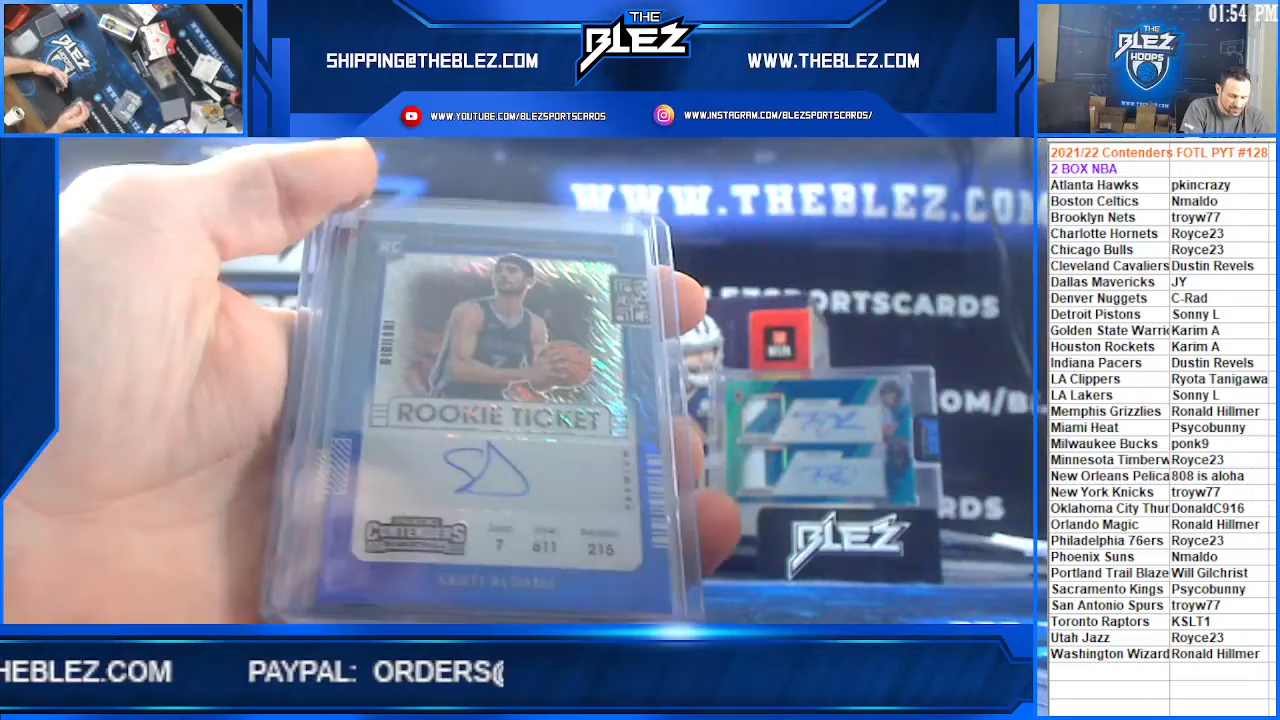 01:54 PM
THE
BLEZ
SHIPPING@THEBLEZ.COM
WWW.THEBLEZ.COM
WWW.YOUTUBE.COM/BLEZSPORTSCARDS
WWW.INSTAGRAM.COM/BLEZSPORTSCARDS/
THE
BLEZ
HOOPS
WWW.THEBLEZ.CO
SPORTSCARDS
RC
ROOKIE TICKET
CONTENDERS
7 611 215
BLEZ
HEBLEZ.COM PAYPAL: ORDERS@
2021/22 Contenders FOTL PYT #128
2 BOX NBA
Atlanta Hawks pkincrazy
Boston Celtics Nmaldo
Brooklyn Nets troyw77
Charlotte Hornets Royce23
Chicago Bulls Royce23
Cleveland Cavaliers Dustin Revels
Dallas Mavericks JY
Denver Nuggets C-Rad
Detroit Pistons Sonny L
Golden State Warri Karim A
Houston Rockets Karim A
Indiana Pacers Dustin Revels
LA Clippers Ryota Tanigawa
LA Lakers Sonny L
Memphis Grizzlies Ronald Hillmer
Miami Heat Psycobunny
Milwaukee Bucks ponk9
Minnesota Timberw Royce23
New Orleans Pelica 808 is aloha
New York Knicks troyw77
Oklahoma City Thun DonaldC916
Orlando Magic Ronald Hillmer
Philadelphia 76ers Royce23
Phoenix Suns Nmaldo
Portland Trail Blaze Will Gilchrist
Sacramento Kings Psycobunny
San Antonio Spurs troyw77
Toronto Raptors KSLT1
Utah Jazz Royce23
Washington Wizard Ronald Hillmer